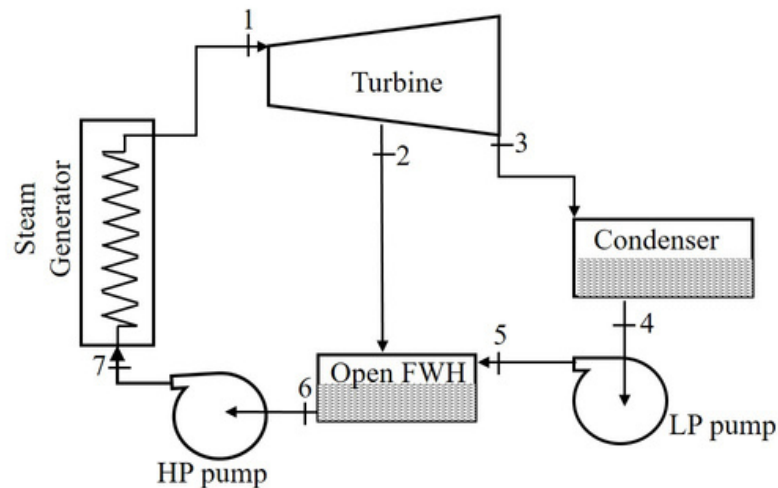 1
Turbine
2
3
Steam
Generator
Condenser
4
5
Open FWH
6
7
HP pump
LP pump